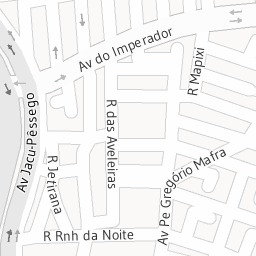 Av do Imperador
R Mapixi
Av Jacu-Pêssego
R das Aveleiras
R Jetirana
Av Pe Gregório Mafra
R Rnh da Noite